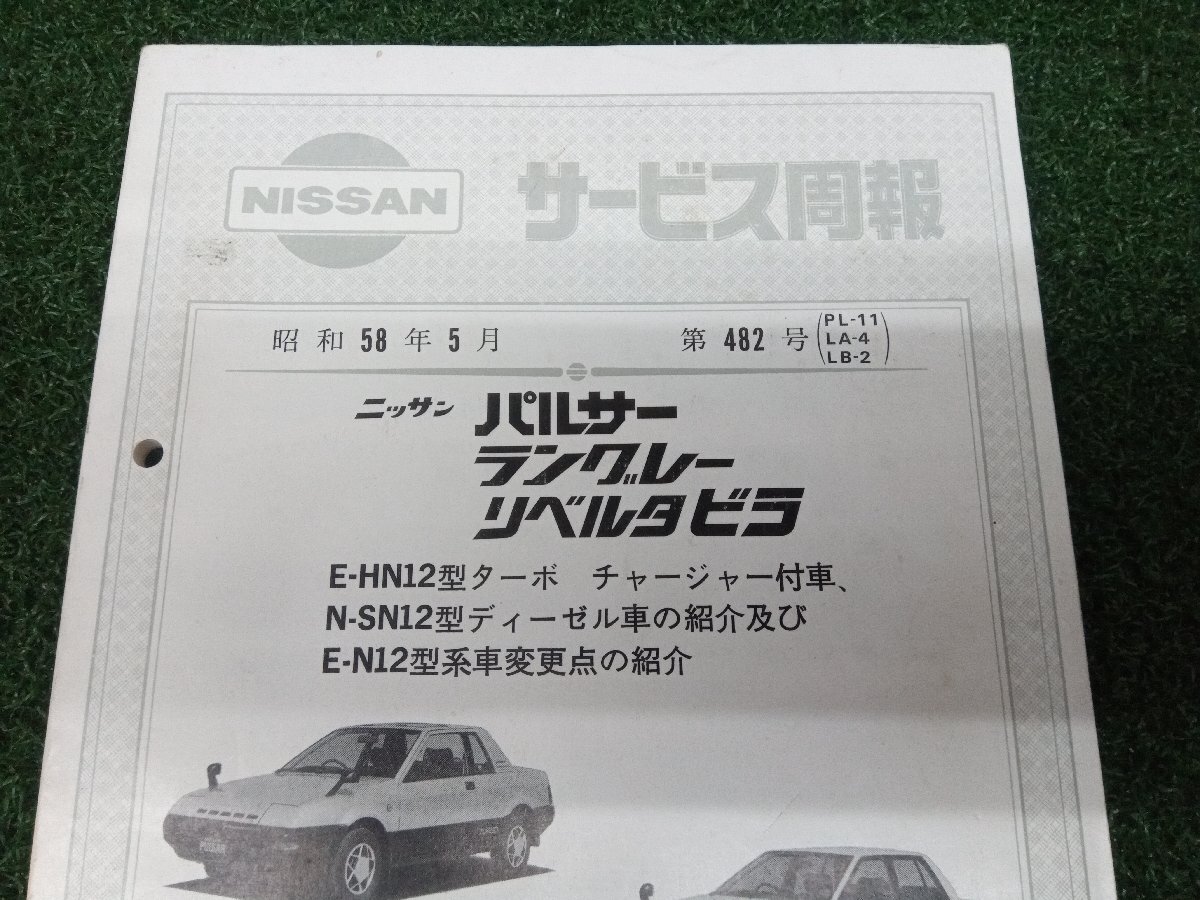 NISSAN
サービス周報
昭和58年5月 第482号 (PL-11
LA-4
LB-2)
ニッサン パルサー
ラングレー
リベルタビラ
E-HN12型ターボ チャージャー付車、
N-SN12型ディーゼル車の紹介及び
E-N12型系車変更点の紹介
PULSAR
TURBO